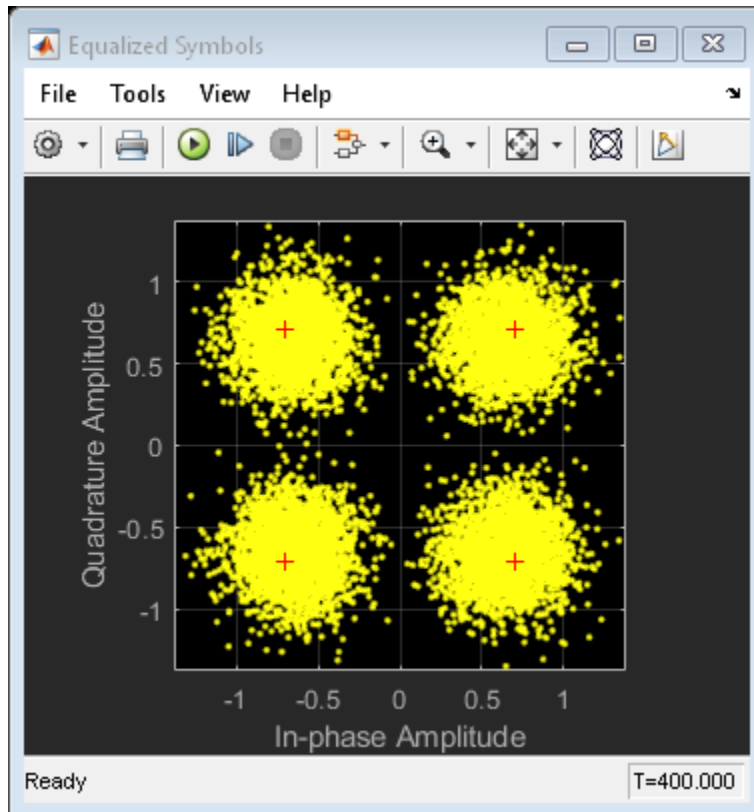 Equalized Symbols
File Tools View Help
Quadrature Amplitude
1
0.5
0
-0.5
-1
-1 -0.5 0 0.5 1
In-phase Amplitude
Ready T=400.000